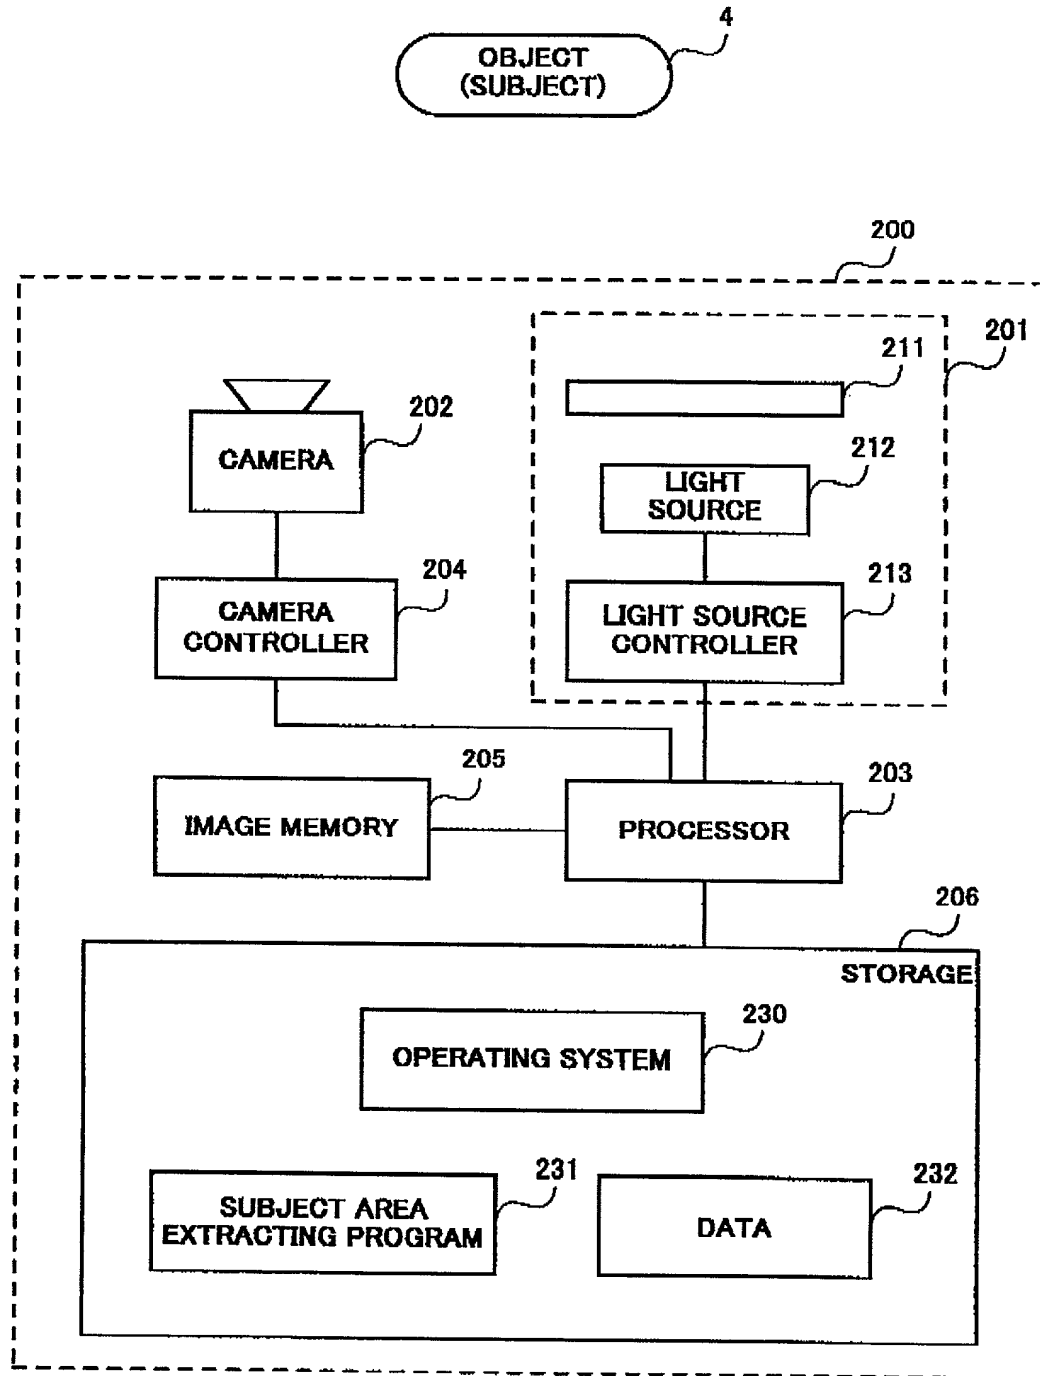 4
OBJECT
(SUBJECT)
200
201
211
202
CAMERA
212
LIGHT
SOURCE
204
CAMERA
CONTROLLER
213
LIGHT SOURCE
CONTROLLER
205
IMAGE MEMORY
203
PROCESSOR
206
STORAGE
230
OPERATING SYSTEM
231
SUBJECT AREA
EXTRACTING PROGRAM
232
DATA